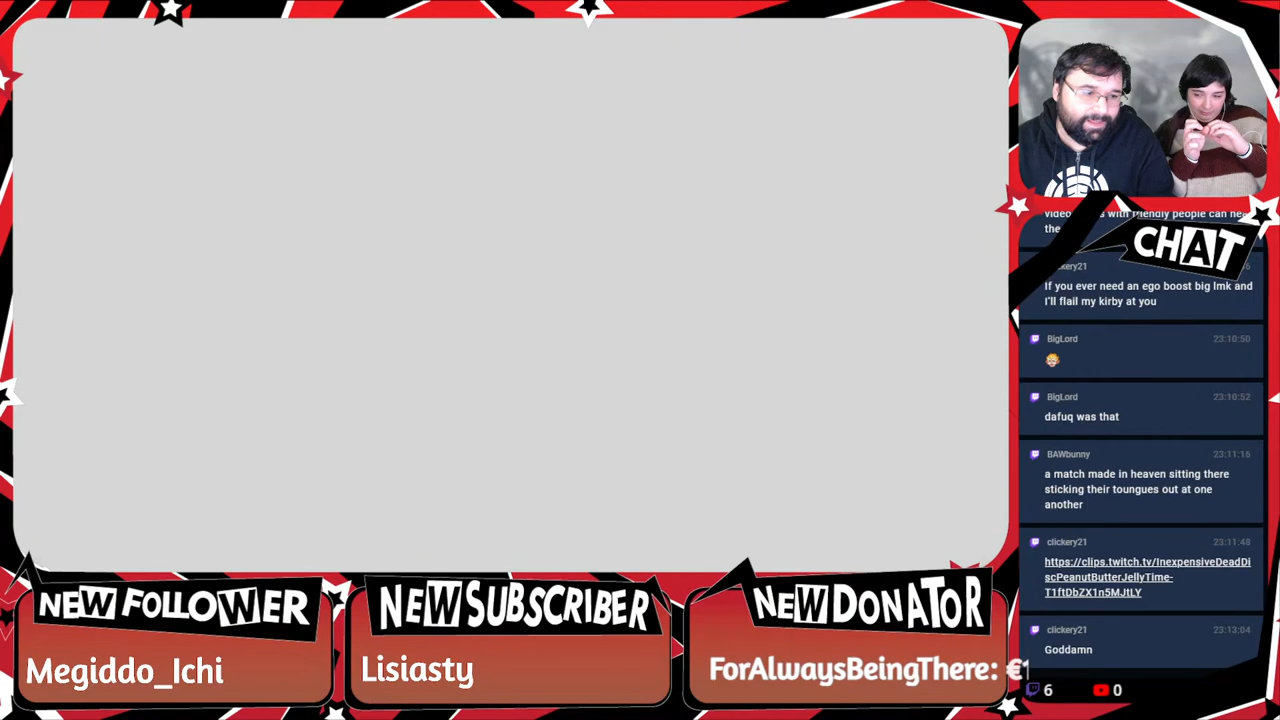 CHAT
If you ever need an ego boost big lmk and
I'll flail my kirby at you
BigLord 23:10:50
BigLord 23:10:52
dafuq was that
BAWbunny 23:11:16
a match made in heaven sitting there
sticking their toungues out at one
another
clickery21 23:11:48
https://clips.twitch.tv/InexpensiveDeadDi
scPeanutButterJellyTime-
T1ftDbZX1n5MJtLY
clickery21 23:13:04
Goddamn
6 0
NEW FOLLOWER
Megiddo_Ichi
NEW SUBSCRIBER
Lisiasty
NEW DONATOR
ForAlwaysBeingThere: